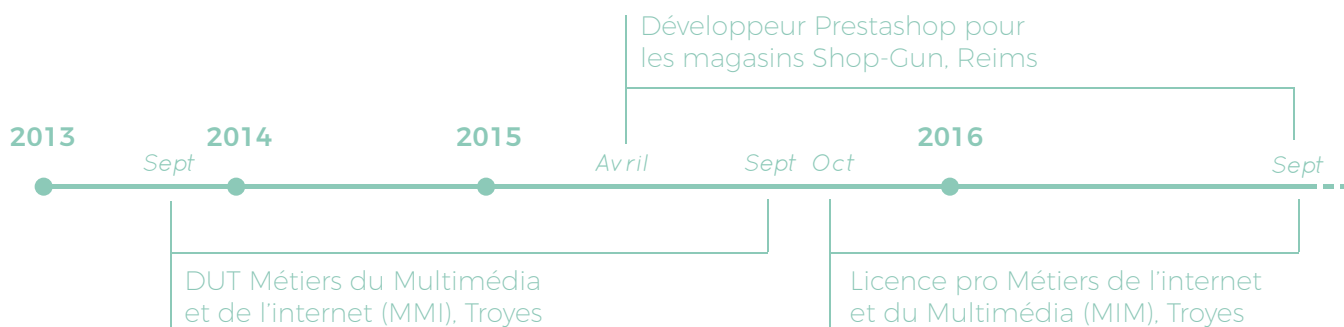 Développeur Prestashop pour
les magasins Shop-Gun, Reims
2013
2014
2015
2016
Sept
Avril
Sept
Oct
Sept
DUT Métiers du Multimédia
et de l'internet (MMI), Troyes
Licence pro Métiers de l'internet
et du Multimédia (MIM), Troyes